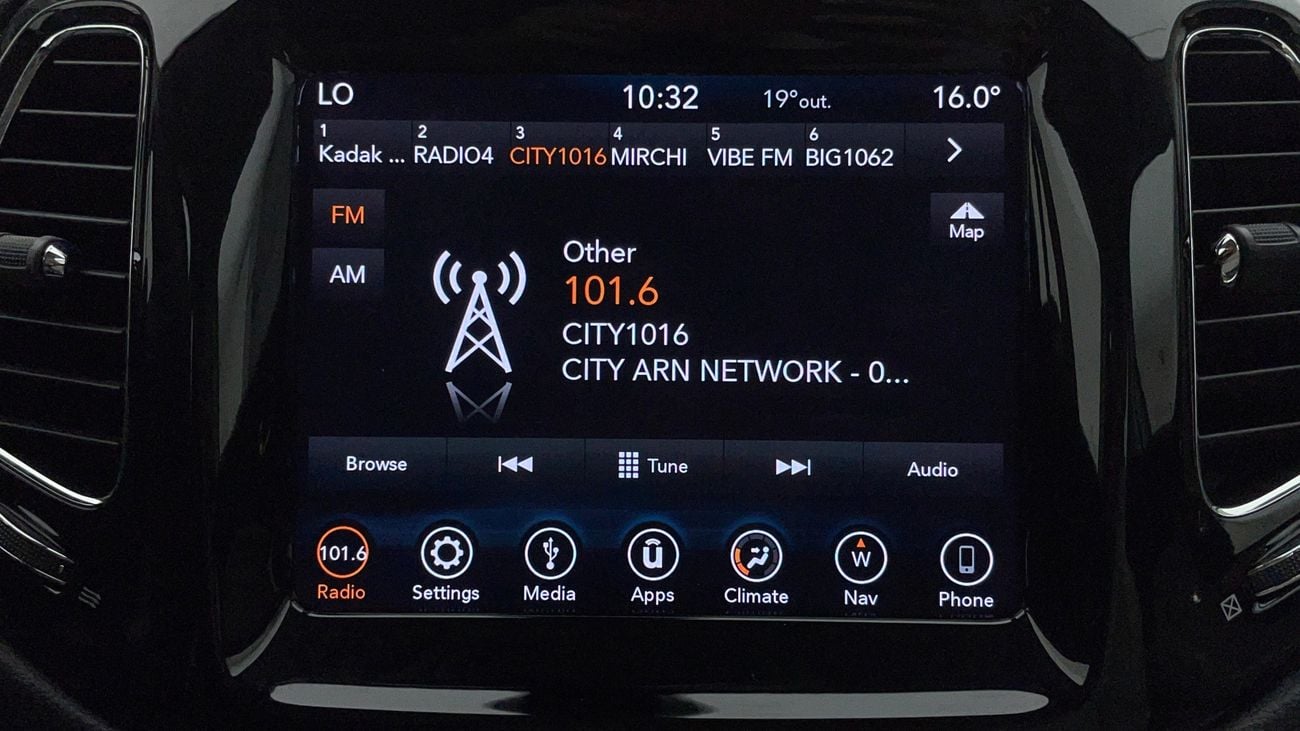 LO 10:32 19°out. 16.0°
1 2 3 4 5 6
Kadak ... RADIO4 CITY1016 MIRCHI VIBE FM BIG1062
FM
Map
AM
Other
101.6
CITY1016
CITY ARN NETWORK - 0...
Browse Tune Audio
101.6 u W
Radio Settings Media Apps Climate Nav Phone